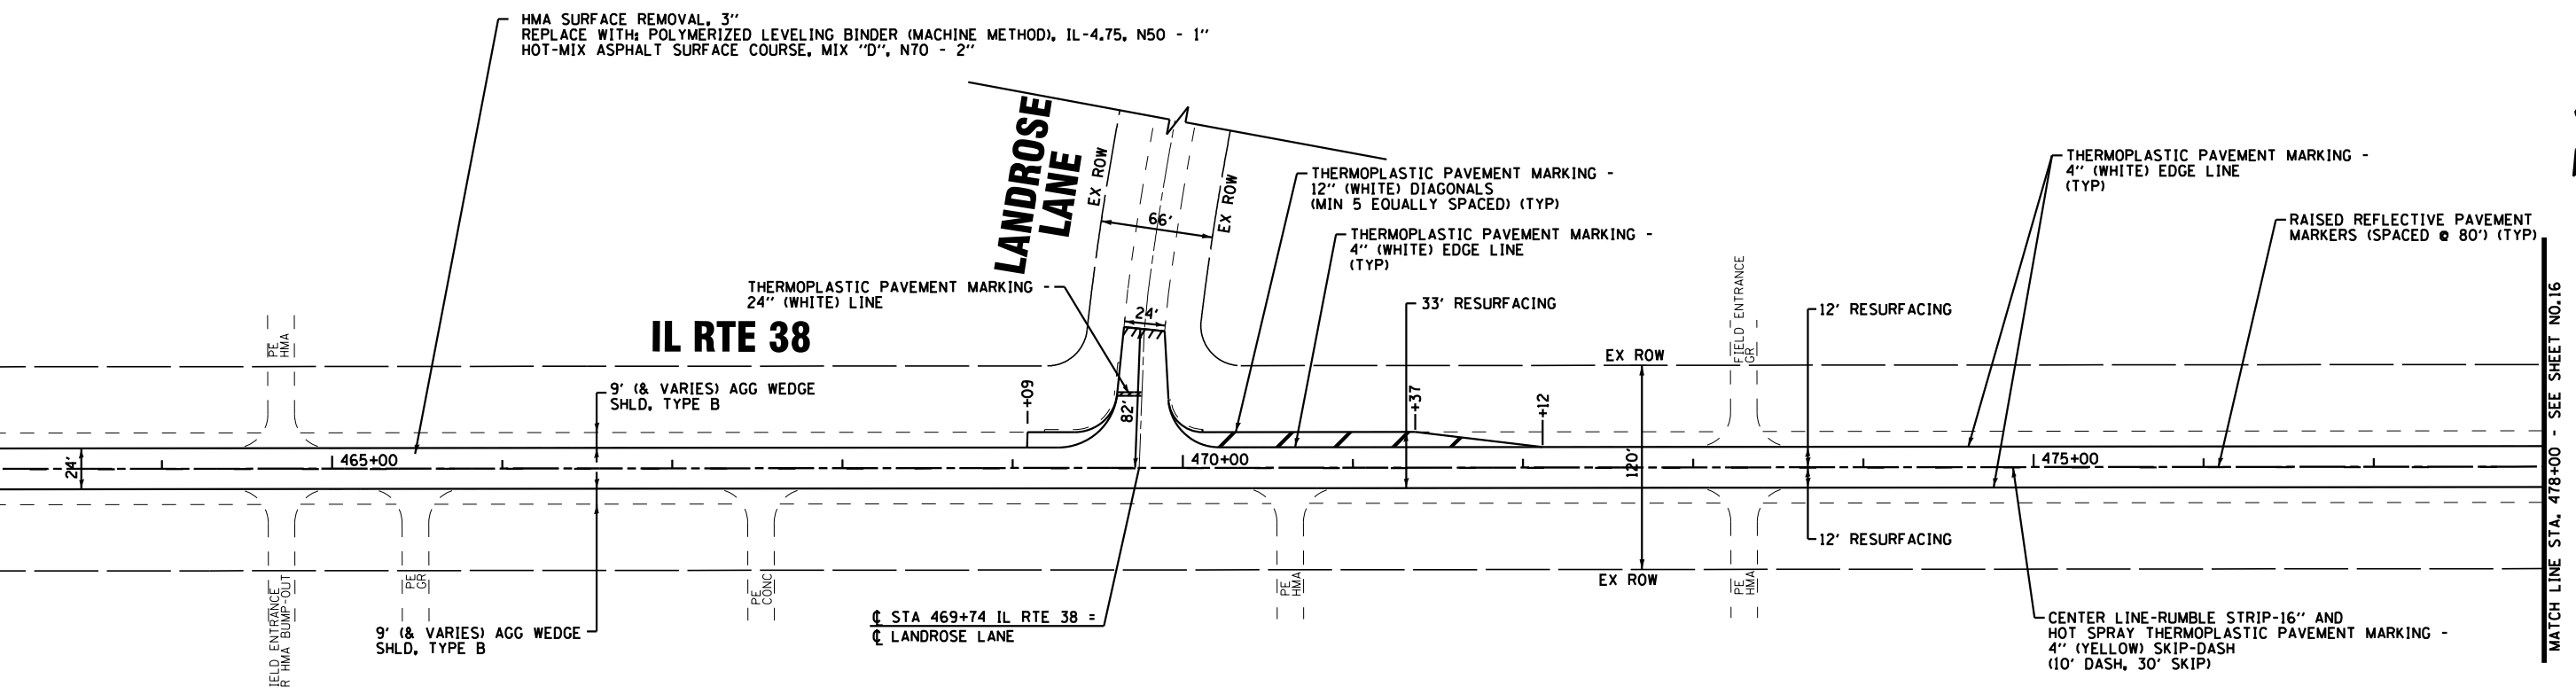 HMA SURFACE REMOVAL, 3"
REPLACE WITH: POLYMERIZED LEVELING BINDER (MACHINE METHOD), IL-4.75, N50 - 1"
HOT-MIX ASPHALT SURFACE COURSE, MIX "D", N70 - 2"
LANDROSE
LANE
EX ROW
EX ROW
66'
THERMOPLASTIC PAVEMENT MARKING -
12" (WHITE) DIAGONALS
(MIN 5 EQUALLY SPACED) (TYP)
THERMOPLASTIC PAVEMENT MARKING -
4" (WHITE) EDGE LINE
(TYP)
THERMOPLASTIC PAVEMENT MARKING -
4" (WHITE) EDGE LINE
(TYP)
RAISED REFLECTIVE PAVEMENT
MARKERS (SPACED @ 80') (TYP)
THERMOPLASTIC PAVEMENT MARKING -
24" (WHITE) LINE
IL RTE 38
24'
33' RESURFACING
12' RESURFACING
FIELD ENTRANCE
GR
PE
HMA
EX ROW
9' (& VARIES) AGG WEDGE
SHLD, TYPE B
+09
82'
+37
+12
24'
465+00
470+00
120'
475+00
12' RESURFACING
EX ROW
IELD ENTRANCE
R HMA BUMP-OUT
PE
GR
PE
CONC
PE
HMA
PE
HMA
9' (& VARIES) AGG WEDGE
SHLD, TYPE B
℄ STA 469+74 IL RTE 38 =
℄ LANDROSE LANE
CENTER LINE-RUMBLE STRIP-16" AND
HOT SPRAY THERMOPLASTIC PAVEMENT MARKING -
4" (YELLOW) SKIP-DASH
(10' DASH, 30' SKIP)
MATCH LINE STA. 478+00 - SEE SHEET NO.16